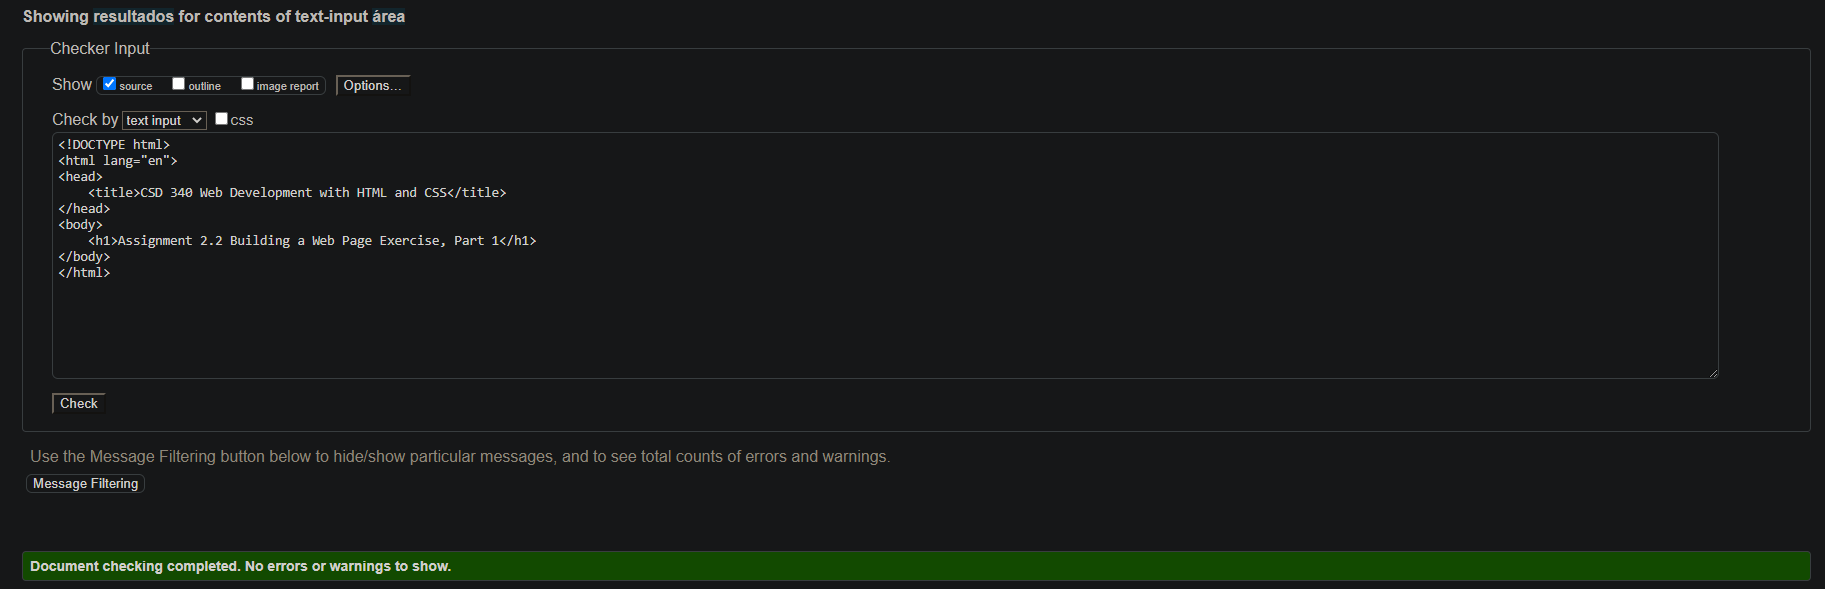 Showing resultados for contents of text-input área
Checker Input
Show source outline image report Options...
Check by text input css
<!DOCTYPE html>
<html lang="en">
<head>
    <title>CSD 340 Web Development with HTML and CSS</title>
</head>
<body>
    <h1>Assignment 2.2 Building a Web Page Exercise, Part 1</h1>
</body>
</html>
Check
Use the Message Filtering button below to hide/show particular messages, and to see total counts of errors and warnings.
Message Filtering
Document checking completed. No errors or warnings to show.